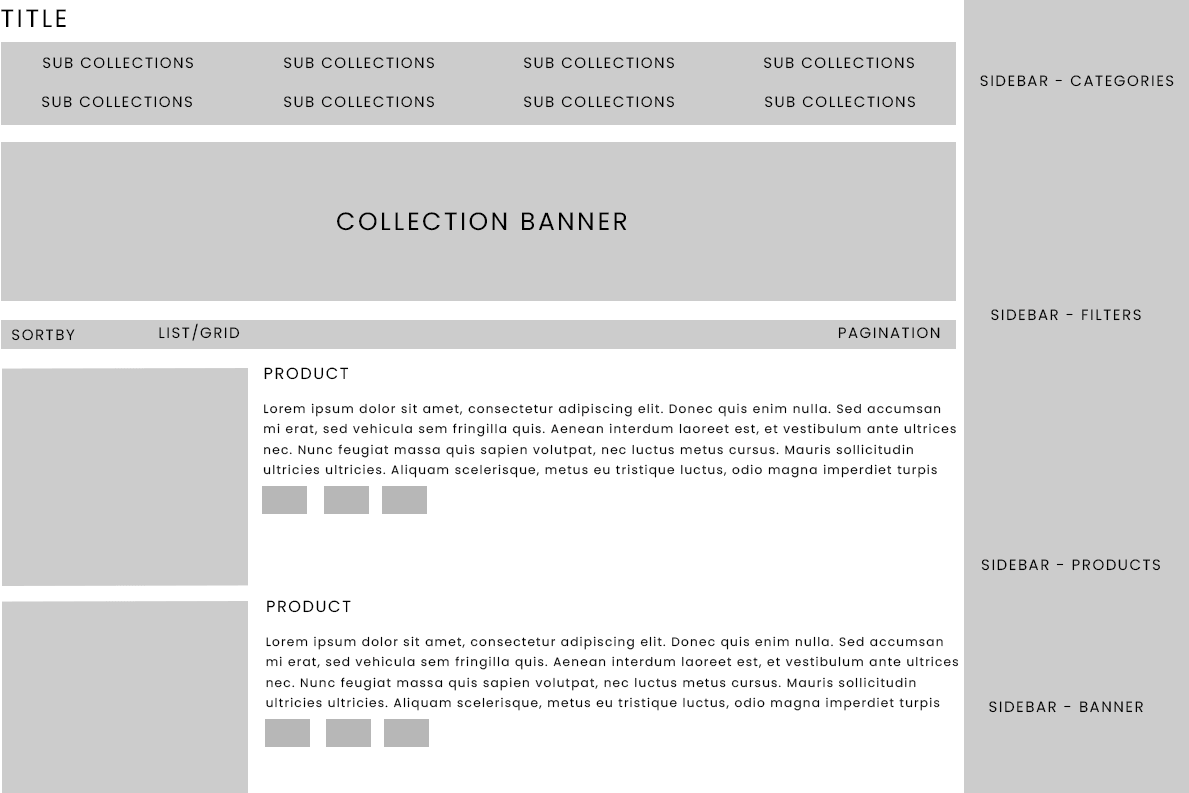 TITLE
SUB COLLECTIONS SUB COLLECTIONS SUB COLLECTIONS SUB COLLECTIONS
SUB COLLECTIONS SUB COLLECTIONS SUB COLLECTIONS SUB COLLECTIONS
COLLECTION BANNER
SORTBY LIST/GRID PAGINATION
PRODUCT
Lorem ipsum dolor sit amet, consectetur adipiscing elit. Donec quis enim nulla. Sed accumsan
mi erat, sed vehicula sem fringilla quis. Aenean interdum laoreet est, et vestibulum ante ultrices
nec. Nunc feugiat massa quis sapien volutpat, nec luctus metus cursus. Mauris sollicitudin
ultricies ultricies. Aliquam scelerisque, metus eu tristique luctus, odio magna imperdiet turpis
PRODUCT
Lorem ipsum dolor sit amet, consectetur adipiscing elit. Donec quis enim nulla. Sed accumsan
mi erat, sed vehicula sem fringilla quis. Aenean interdum laoreet est, et vestibulum ante ultrices
nec. Nunc feugiat massa quis sapien volutpat, nec luctus metus cursus. Mauris sollicitudin
ultricies ultricies. Aliquam scelerisque, metus eu tristique luctus, odio magna imperdiet turpis
SIDEBAR - CATEGORIES
SIDEBAR - FILTERS
SIDEBAR - PRODUCTS
SIDEBAR - BANNER